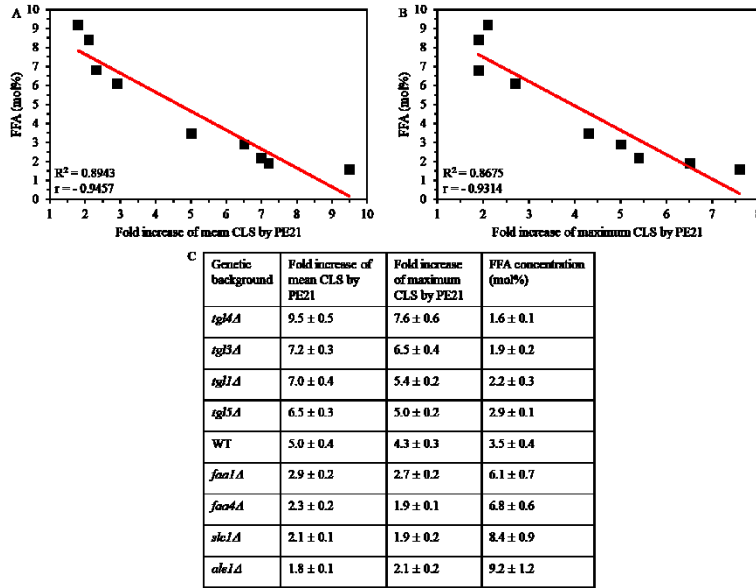 A
B
10
9
8
7
6
5
4
3
2
1
0
FFA (mol%)
R² = 0.8943
r = - 0.9457
1 2 3 4 5 6 7 8 9 10
Fold increase of mean CLS by PE21
10
9
8
7
6
5
4
3
2
1
0
FFA (mol%)
R² = 0.8675
r = - 0.9314
1 2 3 4 5 6 7 8
Fold increase of maximum CLS by PE21
C
Genetic background Fold increase of mean CLS by PE21 Fold increase of maximum CLS by PE21 FFA concentration (mol%)
tgl4Δ 9.5 ± 0.5 7.6 ± 0.6 1.6 ± 0.1
tgl3Δ 7.2 ± 0.3 6.5 ± 0.4 1.9 ± 0.2
tgl1Δ 7.0 ± 0.4 5.4 ± 0.2 2.2 ± 0.3
tgl5Δ 6.5 ± 0.3 5.0 ± 0.2 2.9 ± 0.1
WT 5.0 ± 0.4 4.3 ± 0.3 3.5 ± 0.4
faa1Δ 2.9 ± 0.2 2.7 ± 0.2 6.1 ± 0.7
faa4Δ 2.3 ± 0.2 1.9 ± 0.1 6.8 ± 0.6
slc1Δ 2.1 ± 0.1 1.9 ± 0.2 8.4 ± 0.9
ale1Δ 1.8 ± 0.1 2.1 ± 0.2 9.2 ± 1.2